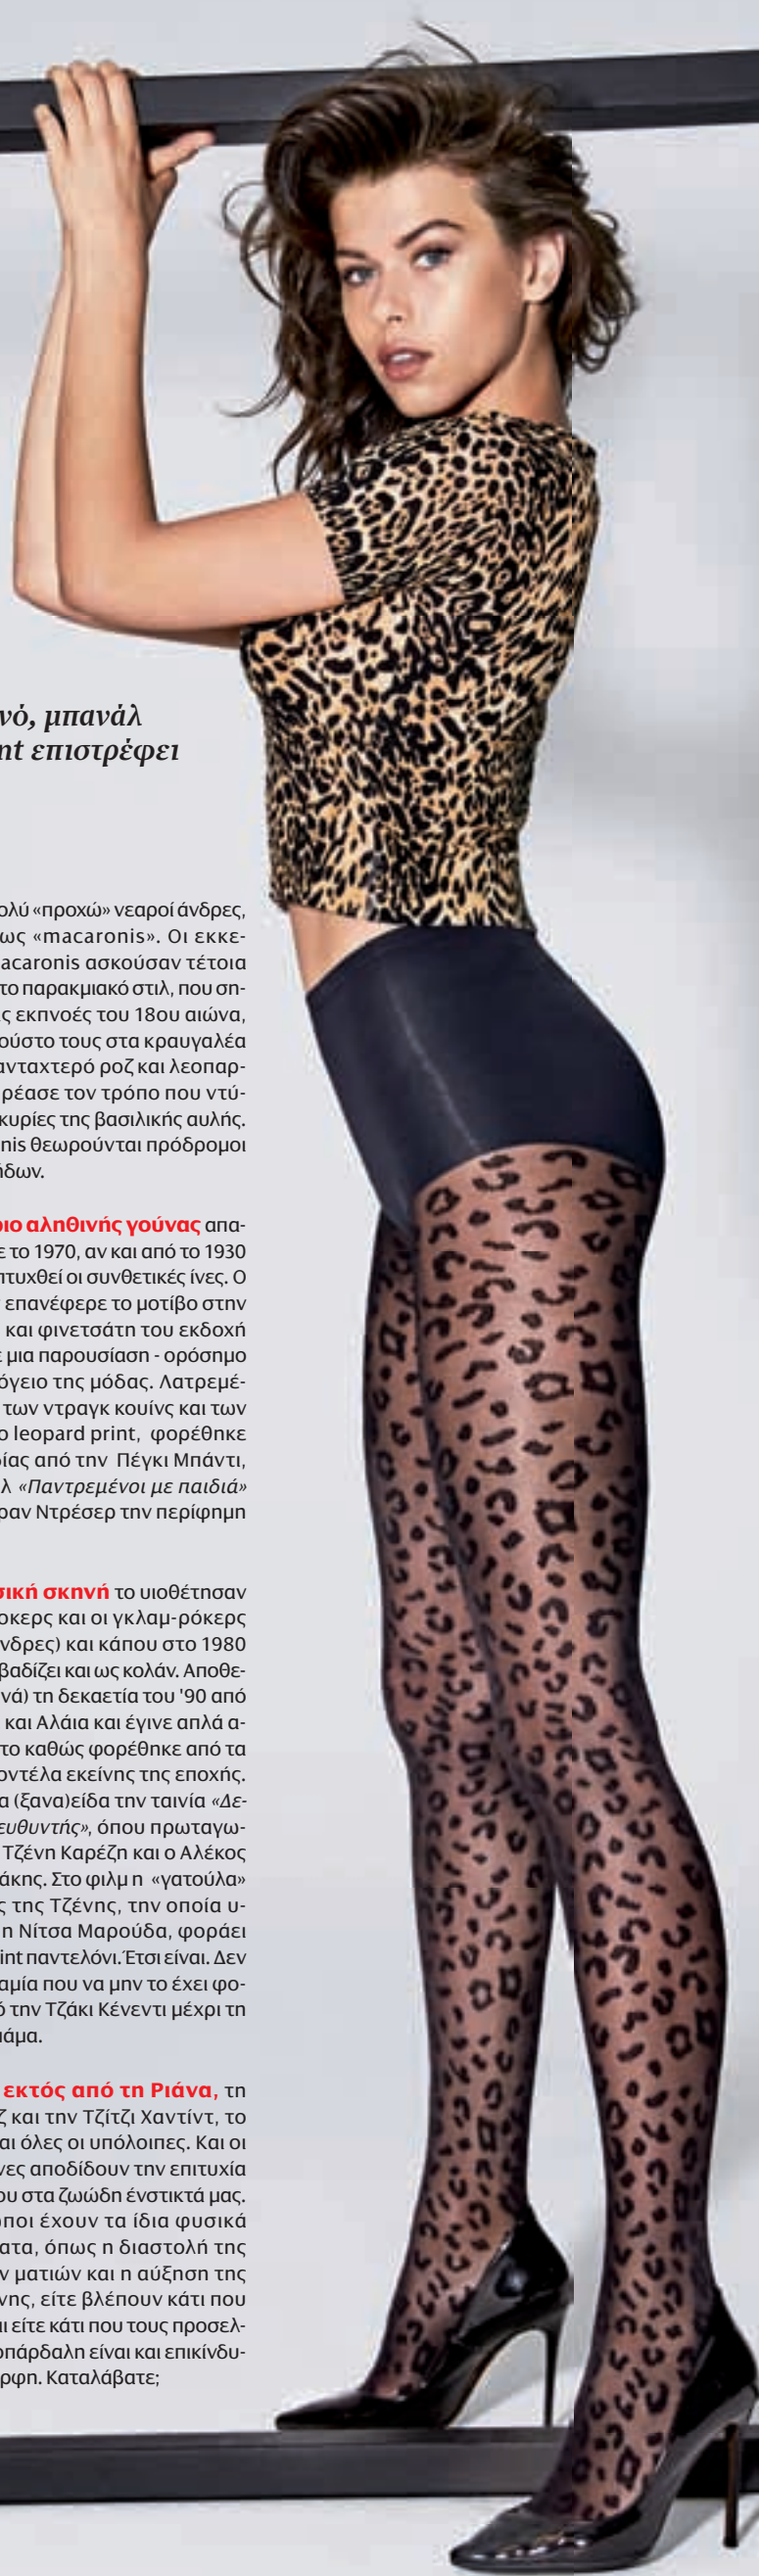 νό, μπανάλ
nt επιστρέφει
ολύ «προχώ» νεαροί άνδρες,
ως «macaronis». Οι εκκε-
acaronis ασκούσαν τέτοια
το παρακμιακό στιλ, που ση-
ς εκπνοές του 18ου αιώνα,
ούστο τους στα κραυγαλέα
ανταχτερό ροζ και λεοπαρ-
ρέασε τον τρόπο που ντύ-
κυρίες της βασιλικής αυλής.
nis θεωρούνται πρόδρομοι
ήδων.
ριο αληθινής γούνας απα-
ε το 1970, αν και από το 1930
πτυχθεί οι συνθετικές ίνες. Ο
επανέφερε το μοτίβο στην
και φινετσάτη του εκδοχή
ε μια παρουσίαση - ορόσημο
όγειο της μόδας. Λατρεμέ-
των ντραγκ κουίνς και των
ο leopard print, φορέθηκε
ίας από την Πέγκι Μπάντι,
λ «Παντρεμένοι με παιδιά»
ραν Ντρέσερ την περίφημη
σική σκηνή το υιοθέτησαν
οκερς και οι γκλαμ-ρόκερς
νδρες) και κάπου στο 1980
βαδίζει και ως κολάν. Αποθε-
νά) τη δεκαετία του '90 από
και Αλάια και έγινε απλά α-
το καθώς φορέθηκε από τα
οντέλα εκείνης της εποχής.
α (ξανα)είδα την ταινία «Δε-
ευθυντής», όπου πρωταγω-
Τζένη Καρέζη και ο Αλέκος
άκης. Στο φιλμ η «γατούλα»
ς της Τζένης, την οποία υ-
η Νίτσα Μαρούδα, φοράει
int παντελόνι. Έτσι είναι. Δεν
αμία που να μην το έχει φο-
ό την Τζάκι Κένεντι μέχρι τη
μάμα.
εκτός από τη Ριάνα, τη
ζ και την Τζίτζι Χαντίντ, το
αι όλες οι υπόλοιπες. Και οι
νες αποδίδουν την επιτυχία
ου στα ζωώδη ένστικτά μας.
ποι έχουν τα ίδια φυσικά
ατα, όπως η διαστολή της
ν ματιών και η αύξηση της
νης, είτε βλέπουν κάτι που
ι είτε κάτι που τους προσελ-
οπάρδαλη είναι και επικίνδυ-
ρφη. Καταλάβατε;